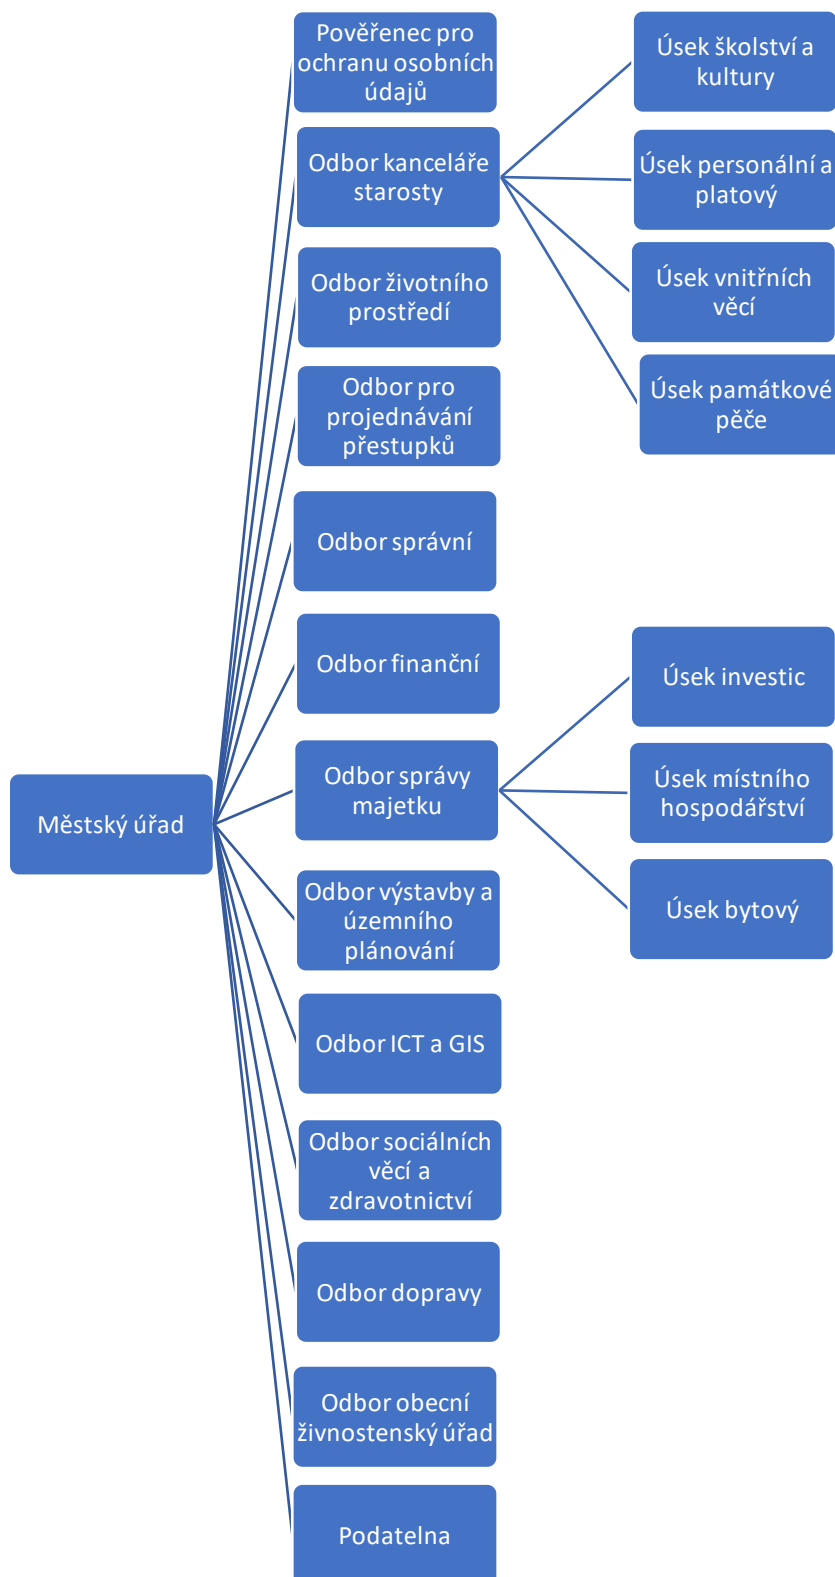 Pověřenec pro
ochranu osobních
údajů
Úsek školství a
kultury
Odbor kanceláře
starosty
Úsek personální a
platový
Odbor životního
prostředí
Úsek vnitřních
věcí
Odbor pro
projednávání
přestupků
Úsek památkové
péče
Odbor správní
Odbor finanční
Úsek investic
Městský úřad
Odbor správy
majetku
Úsek místního
hospodářství
Odbor výstavby a
územního
plánování
Úsek bytový
Odbor ICT a GIS
Odbor sociálních
věcí a
zdravotnictví
Odbor dopravy
Odbor obecní
živnostenský úřad
Podatelna